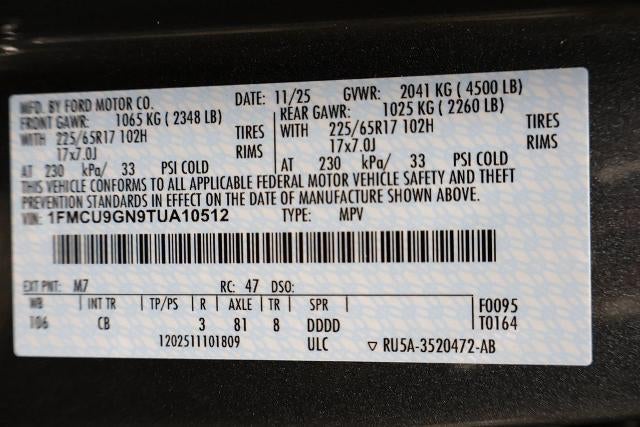 MFD. BY FORD MOTOR CO. DATE: 11/25 GVWR: 2041 KG ( 4500 LB)
FRONT GAWR: 1065 KG ( 2348 LB) REAR GAWR: 1025 KG ( 2260 LB)
WITH 225/65R17 102H TIRES WITH 225/65R17 102H TIRES
17x7.0J RIMS 17x7.0J RIMS
AT 230 kPa/ 33 PSI COLD AT 230 kPa/ 33 PSI COLD
THIS VEHICLE CONFORMS TO ALL APPLICABLE FEDERAL MOTOR VEHICLE SAFETY AND THEFT
PREVENTION STANDARDS IN EFFECT ON THE DATE OF MANUFACTURE SHOWN ABOVE.
VIN: 1FMCU9GN9TUA10512 TYPE: MPV
EXT PNT: M7 RC: 47 DSO:
WB | INT TR | TP/PS | R | AXLE | TR | SPR F0095
106 CB 3 81 8 DDDD T0164
1202511101809 ULC ▽ RU5A-3520472-AB